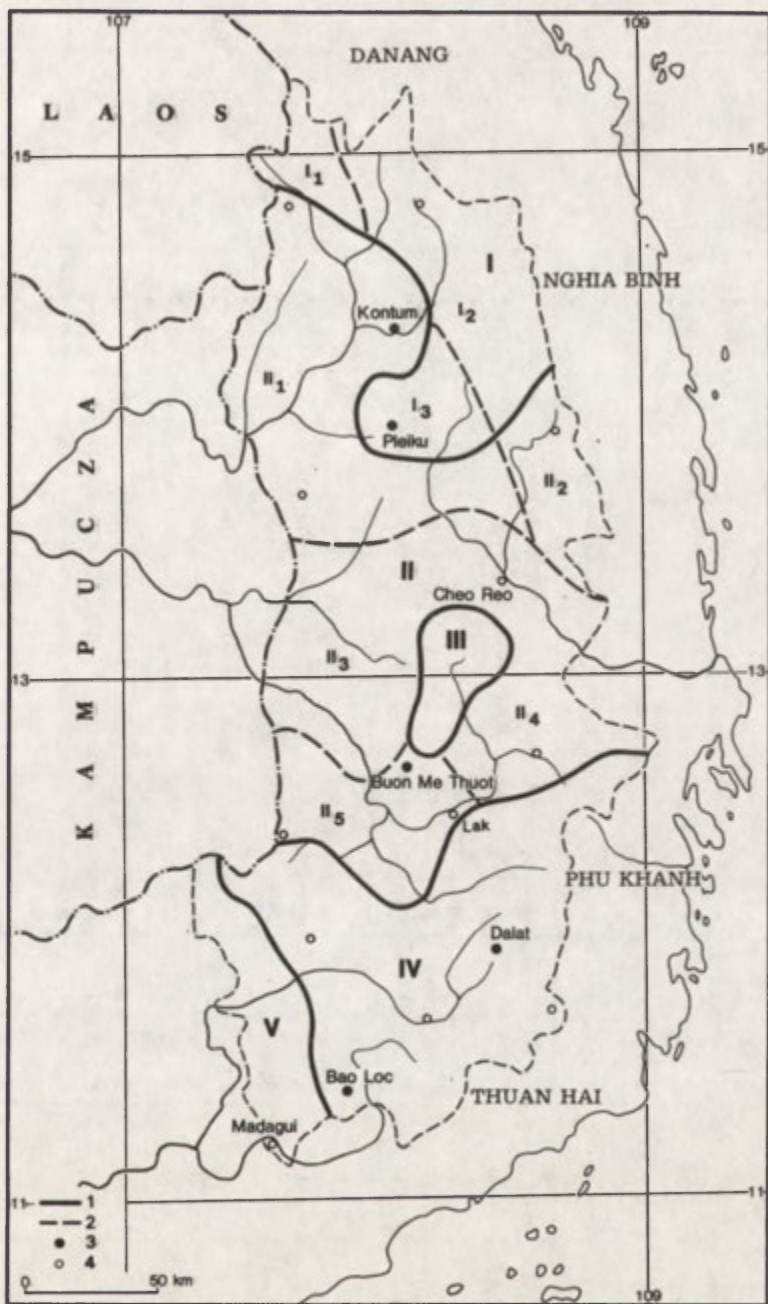 107
109
DANANG
LAOS
15
15
I1
I
NGHIA BINH
I2
Kontum
II1
I3
Pleiku
II2
KAMPUCZA
II
Cheo Reo
III
II3
13
13
II4
Buon Me Thuot
II5
Lak
PHU KHANH
Dalat
IV
V
Bao Loc
THUAN HAI
Madagui
11
11
1
2
3
4
0 50 km
109